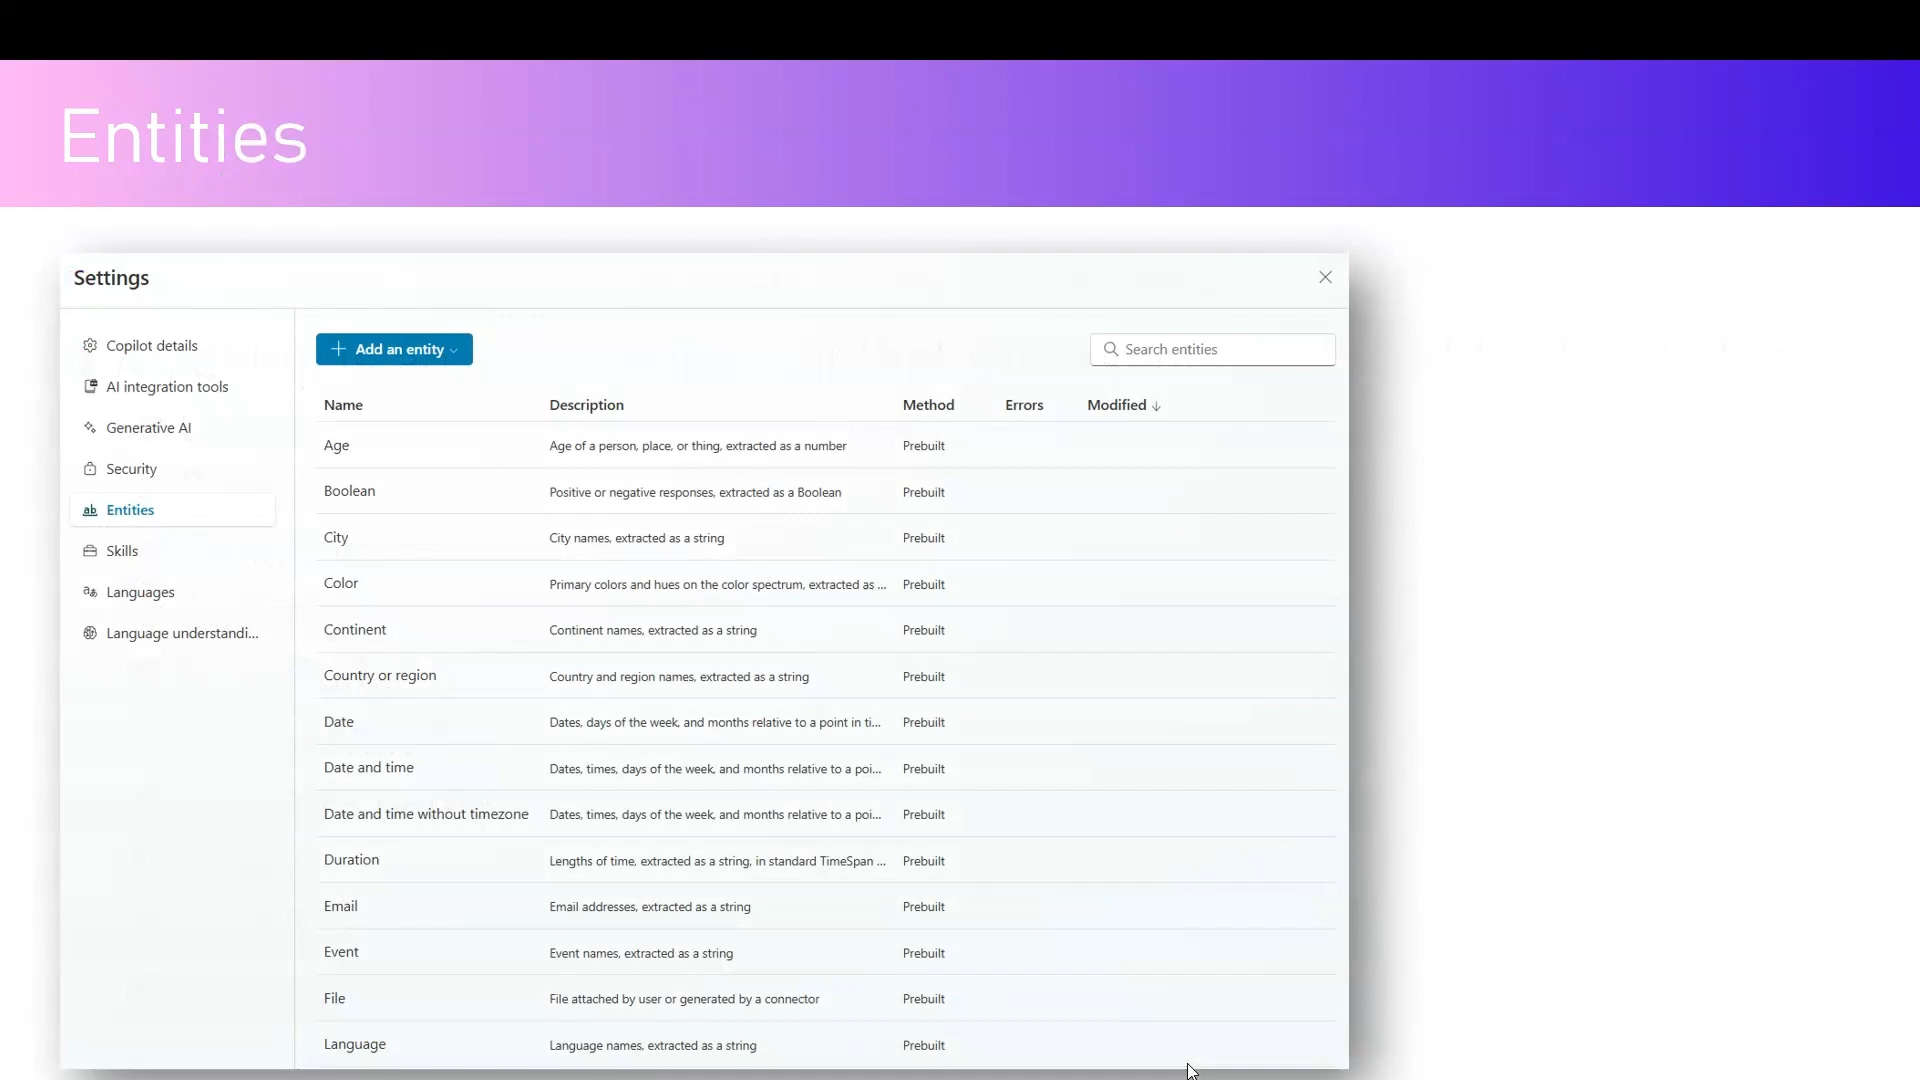 Entities
Settings
Copilot details
AI integration tools
Generative AI
Security
Entities
Skills
Languages
Language understandi...
Add an entity
Search entities
Name Description Method Errors Modified
Age Age of a person, place, or thing, extracted as a number Prebuilt
Boolean Positive or negative responses, extracted as a Boolean Prebuilt
City City names, extracted as a string Prebuilt
Color Primary colors and hues on the color spectrum, extracted as ... Prebuilt
Continent Continent names, extracted as a string Prebuilt
Country or region Country and region names, extracted as a string Prebuilt
Date Dates, days of the week, and months relative to a point in ti... Prebuilt
Date and time Dates, times, days of the week, and months relative to a poi... Prebuilt
Date and time without timezone Dates, times, days of the week, and months relative to a poi... Prebuilt
Duration Lengths of time, extracted as a string, in standard TimeSpan ... Prebuilt
Email Email addresses, extracted as a string Prebuilt
Event Event names, extracted as a string Prebuilt
File File attached by user or generated by a connector Prebuilt
Language Language names, extracted as a string Prebuilt